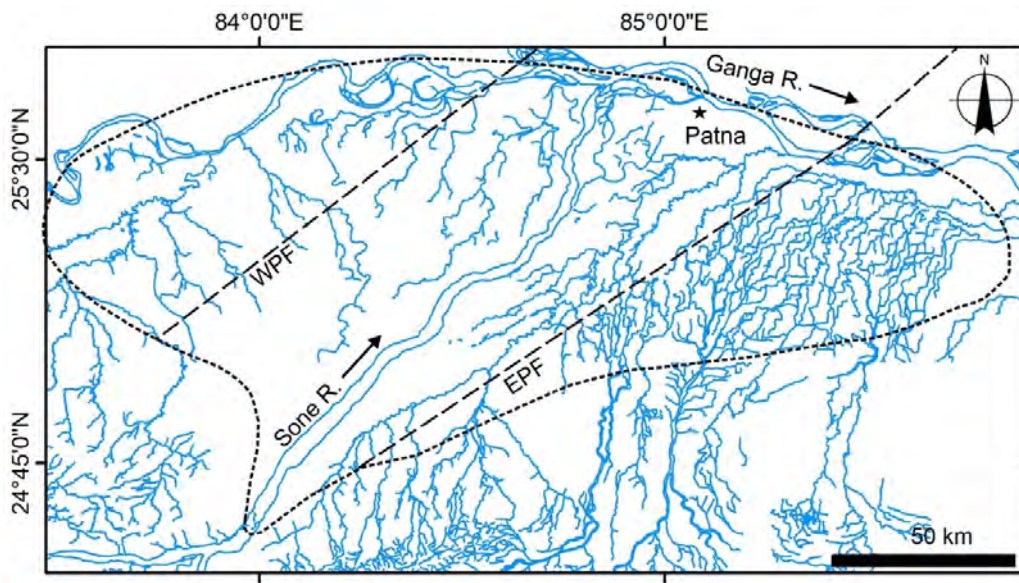 84°0'0"E
85°0'0"E
Ganga R.
N
Patna
25°30'0"N
WPF
EPF
Sone R.
24°45'0"N
50 km